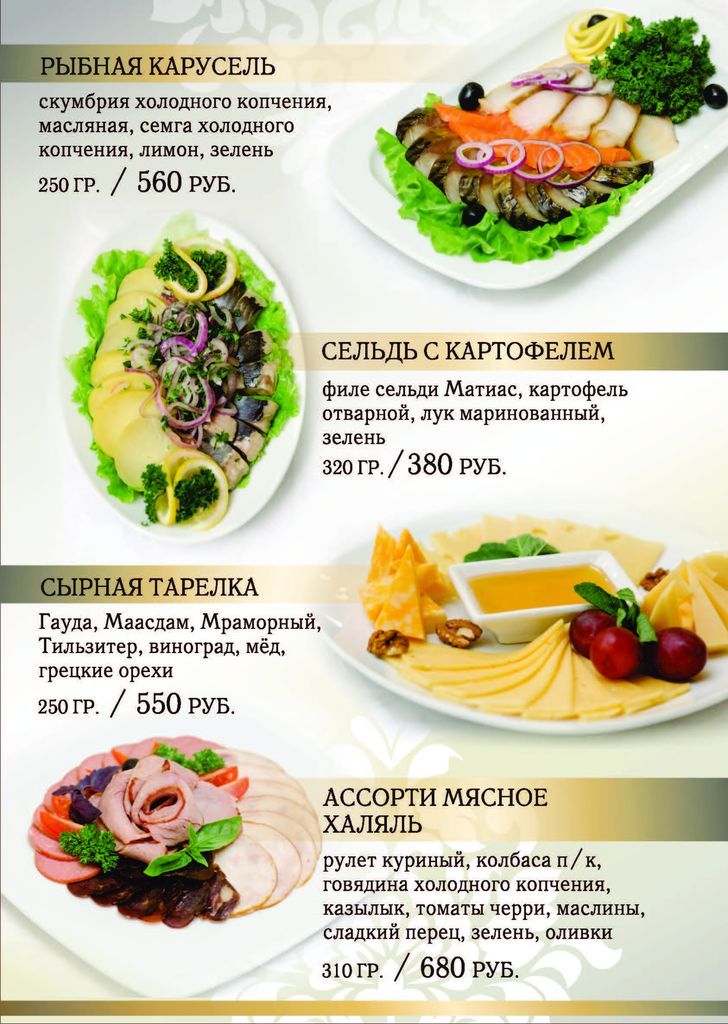 РЫБНАЯ КАРУСЕЛЬ
скумбрия холодного копчения,
масляная, семга холодного
копчения, лимон, зелень
250 ГР. / 560 РУБ.
СЕЛЬДЬ С КАРТОФЕЛЕМ
филе сельди Матиас, картофель
отварной, лук маринованный,
зелень
320 ГР. / 380 РУБ.
СЫРНАЯ ТАРЕЛКА
Гауда, Маасдам, Мраморный,
Тильзитер, виноград, мёд,
грецкие орехи
250 ГР. / 550 РУБ.
АССОРТИ МЯСНОЕ
ХАЛЯЛЬ
рулет куриный, колбаса п/к,
говядина холодного копчения,
казылык, томаты черри, маслины,
сладкий перец, зелень, оливки
310 ГР. / 680 РУБ.